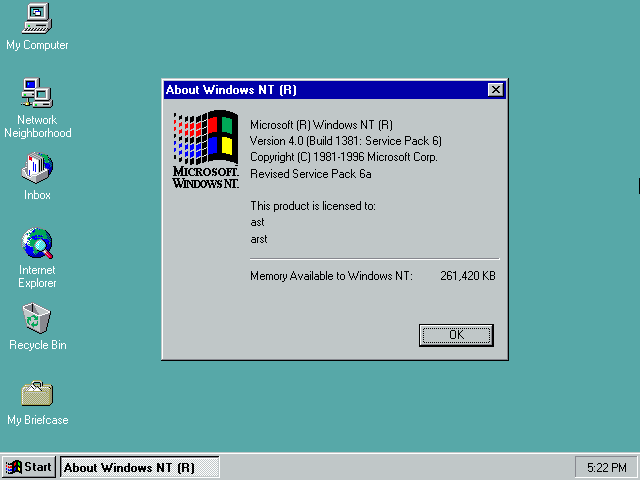 My Computer
Network
Neighborhood
Inbox
Internet
Explorer
Recycle Bin
My Briefcase
About Windows NT (R)
MICROSOFT.
WINDOWS NT.
Microsoft (R) Windows NT (R)
Version 4.0 (Build 1381: Service Pack 6)
Copyright (C) 1981-1996 Microsoft Corp.
Revised Service Pack 6a
This product is licensed to:
ast
arst
Memory Available to Windows NT: 261,420 KB
OK
Start
About Windows NT (R)
5:22 PM